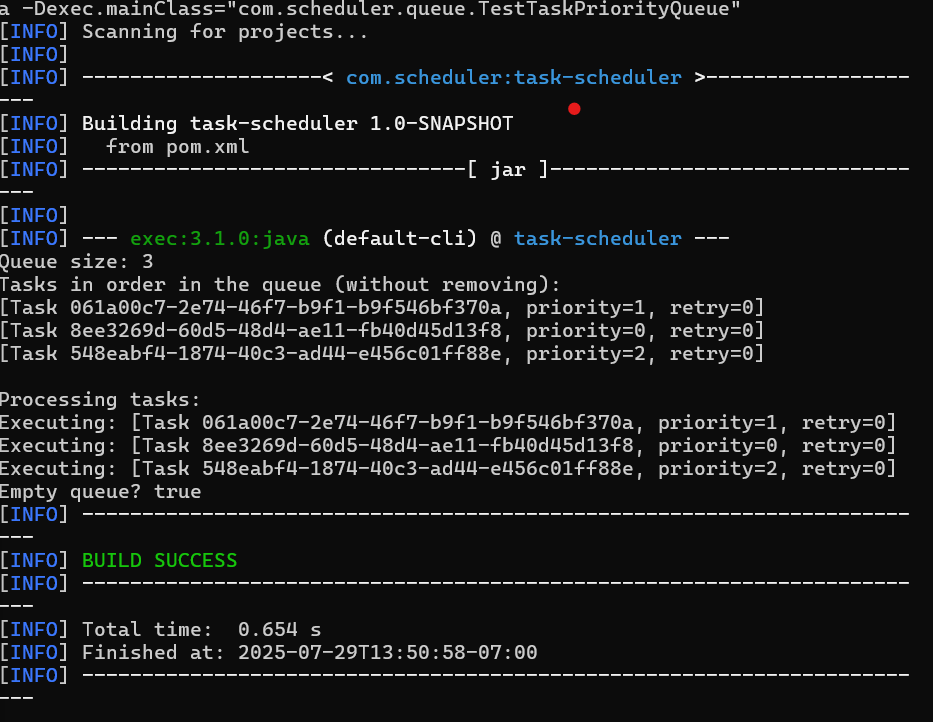 a -Dexec.mainClass="com.scheduler.queue.TestTaskPriorityQueue"
[INFO] Scanning for projects...
[INFO]
[INFO] --------------------< com.scheduler:task-scheduler >-----------------
---
[INFO] Building task-scheduler 1.0-SNAPSHOT
[INFO]   from pom.xml
[INFO] --------------------------------[ jar ]------------------------------
---
[INFO]
[INFO] --- exec:3.1.0:java (default-cli) @ task-scheduler ---
Queue size: 3
Tasks in order in the queue (without removing):
[Task 061a00c7-2e74-46f7-b9f1-b9f546bf370a, priority=1, retry=0]
[Task 8ee3269d-60d5-48d4-ae11-fb40d45d13f8, priority=0, retry=0]
[Task 548eabf4-1874-40c3-ad44-e456c01ff88e, priority=2, retry=0]

Processing tasks:
Executing: [Task 061a00c7-2e74-46f7-b9f1-b9f546bf370a, priority=1, retry=0]
Executing: [Task 8ee3269d-60d5-48d4-ae11-fb40d45d13f8, priority=0, retry=0]
Executing: [Task 548eabf4-1874-40c3-ad44-e456c01ff88e, priority=2, retry=0]
Empty queue? true
[INFO] ---------------------------------------------------------------------
---
[INFO] BUILD SUCCESS
[INFO] ---------------------------------------------------------------------
---
[INFO] Total time:  0.654 s
[INFO] Finished at: 2025-07-29T13:50:58-07:00
[INFO] ---------------------------------------------------------------------
---